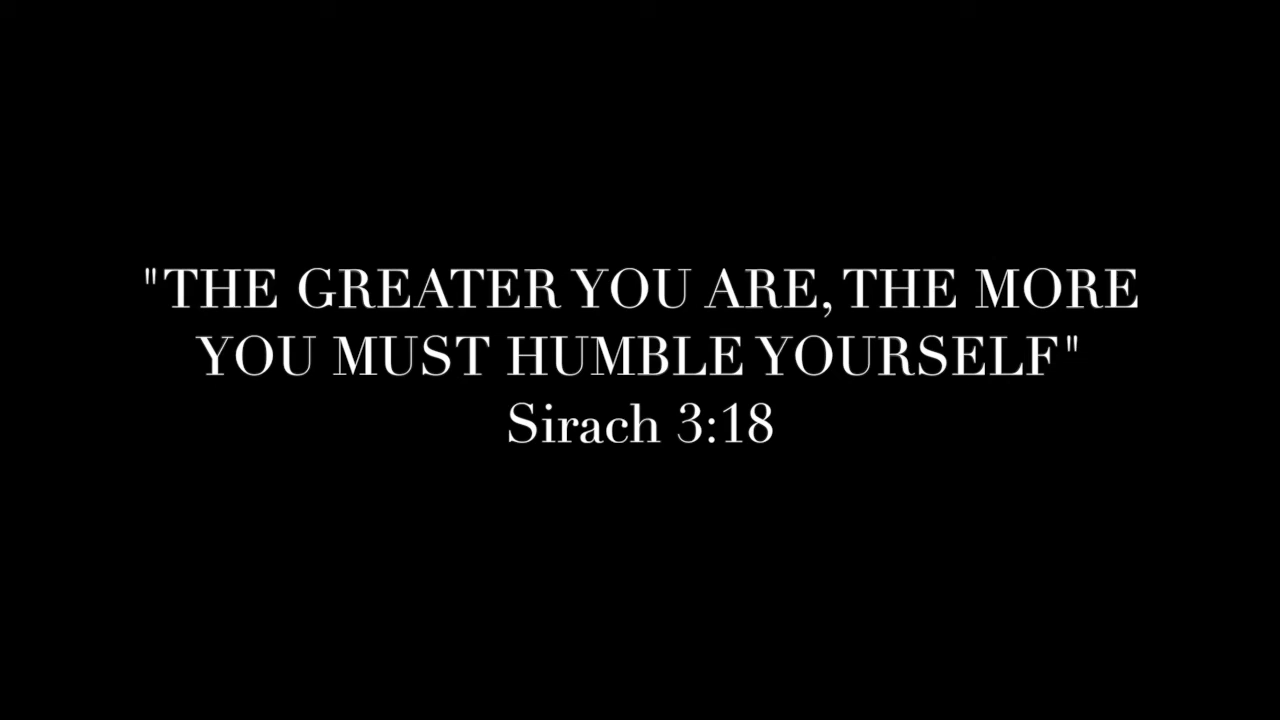 "THE GREATER YOU ARE, THE MORE
YOU MUST HUMBLE YOURSELF"
Sirach 3:18